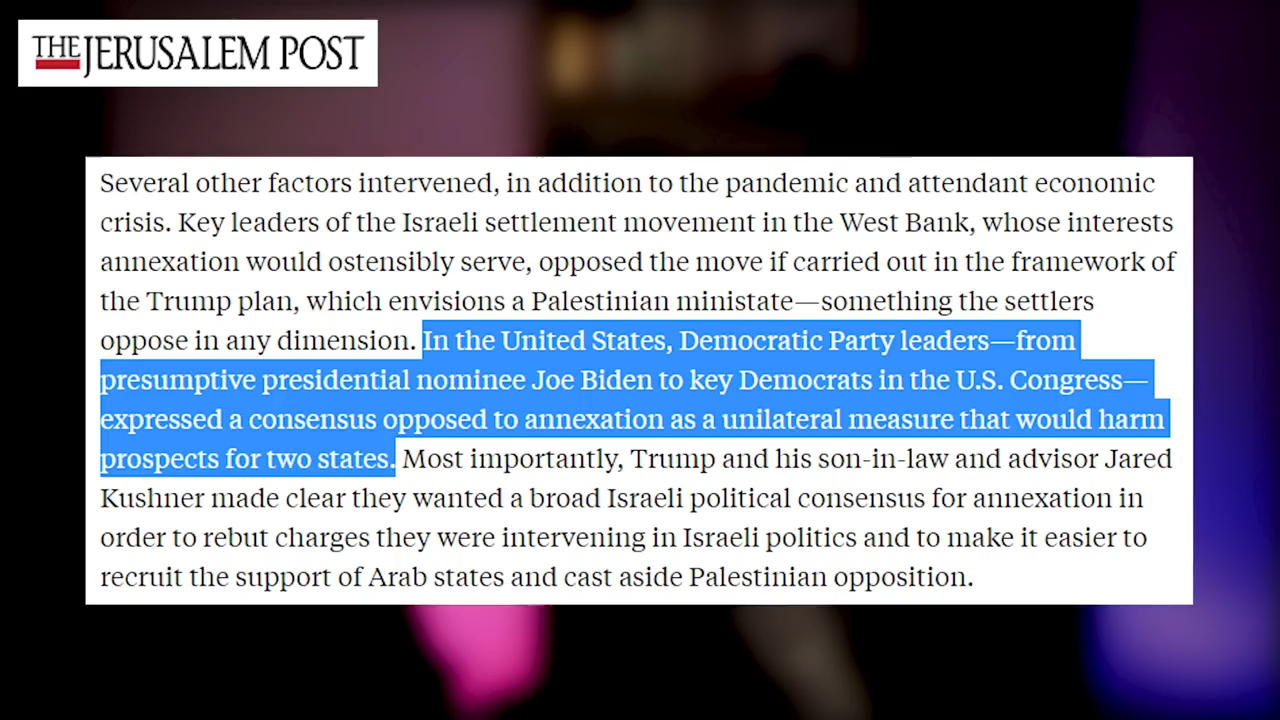 THE JERUSALEM POST
Several other factors intervened, in addition to the pandemic and attendant economic
crisis. Key leaders of the Israeli settlement movement in the West Bank, whose interests
annexation would ostensibly serve, opposed the move if carried out in the framework of
the Trump plan, which envisions a Palestinian ministate—something the settlers
oppose in any dimension. In the United States, Democratic Party leaders—from
presumptive presidential nominee Joe Biden to key Democrats in the U.S. Congress—
expressed a consensus opposed to annexation as a unilateral measure that would harm
prospects for two states. Most importantly, Trump and his son-in-law and advisor Jared
Kushner made clear they wanted a broad Israeli political consensus for annexation in
order to rebut charges they were intervening in Israeli politics and to make it easier to
recruit the support of Arab states and cast aside Palestinian opposition.